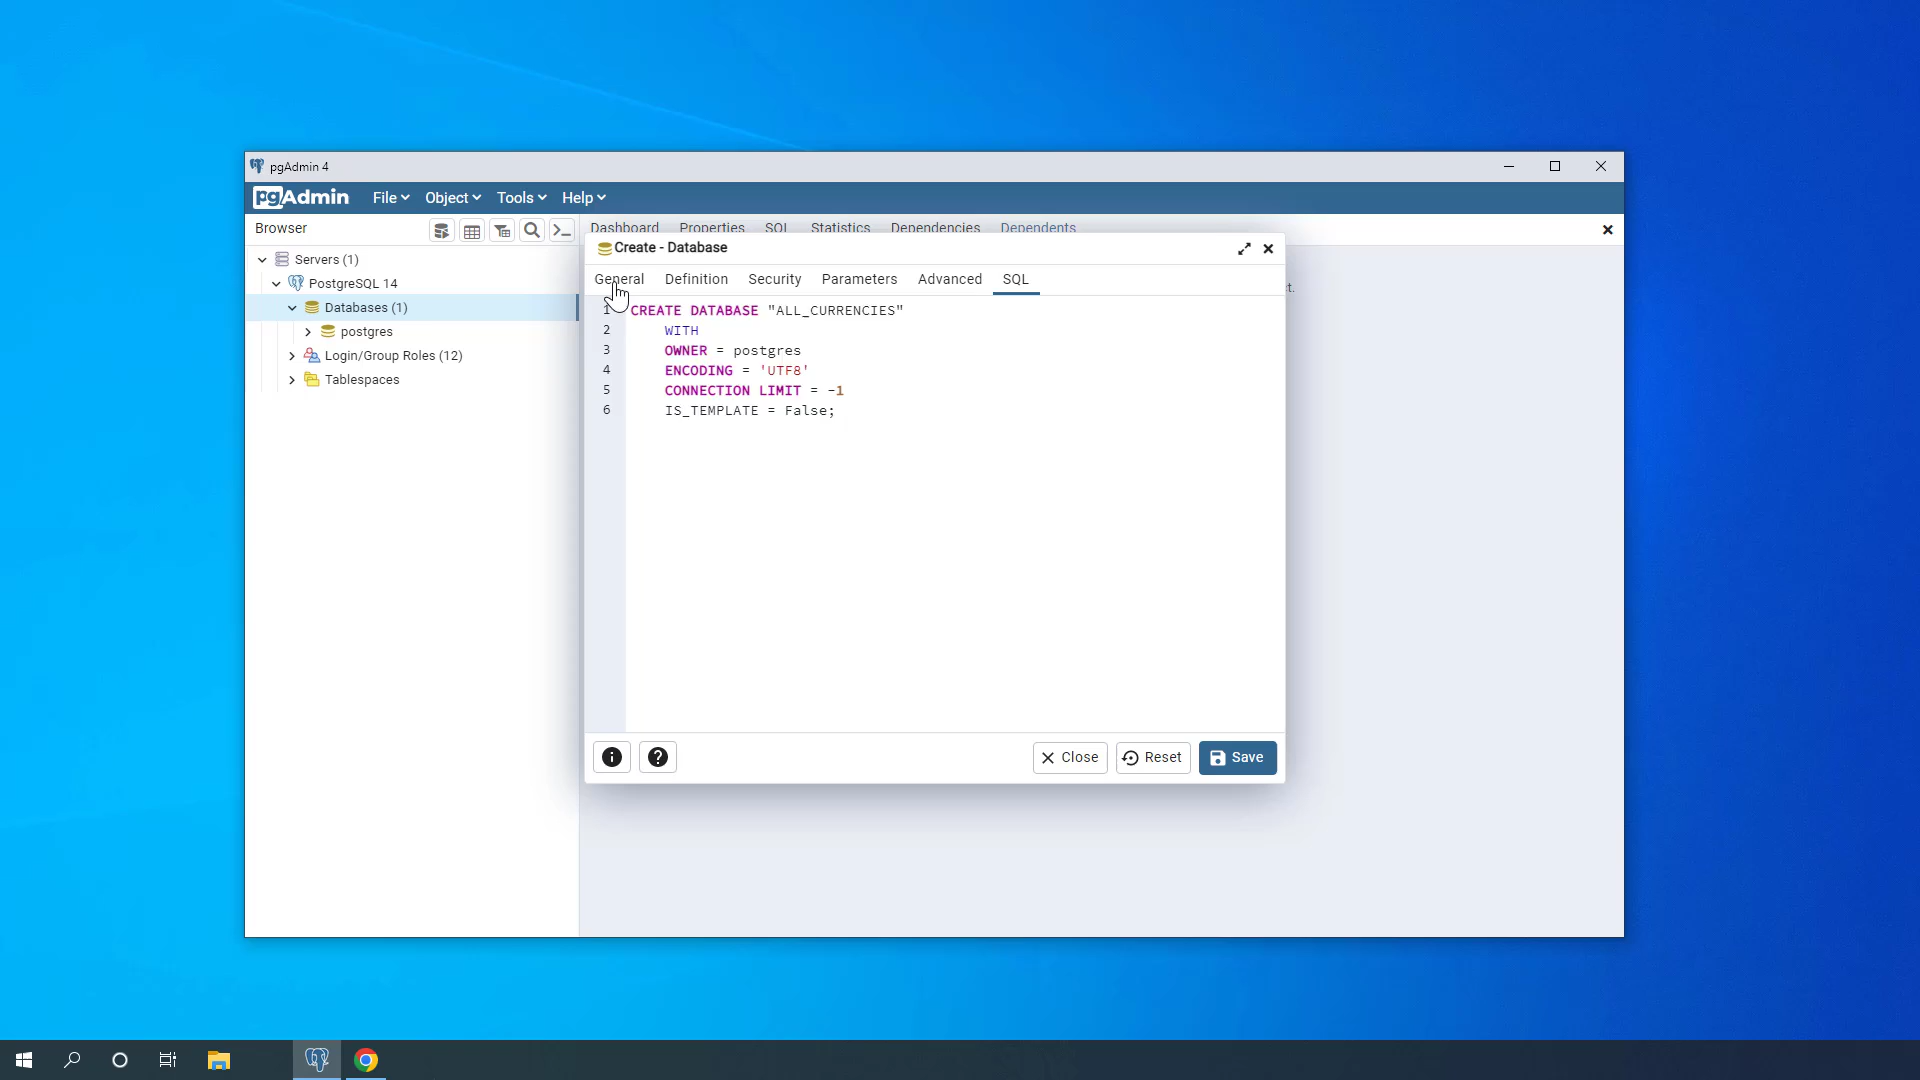 pgAdmin 4
pgAdmin File Object Tools Help
Browser
Dashboard Properties SQL Statistics Dependencies Dependents
Servers (1)
PostgreSQL 14
Databases (1)
postgres
Login/Group Roles (12)
Tablespaces
Create - Database
General Definition Security Parameters Advanced SQL
t.
1 CREATE DATABASE "ALL_CURRENCIES"
2 WITH
3 OWNER = postgres
4 ENCODING = 'UTF8'
5 CONNECTION LIMIT = -1
6 IS_TEMPLATE = False;
Close Reset Save